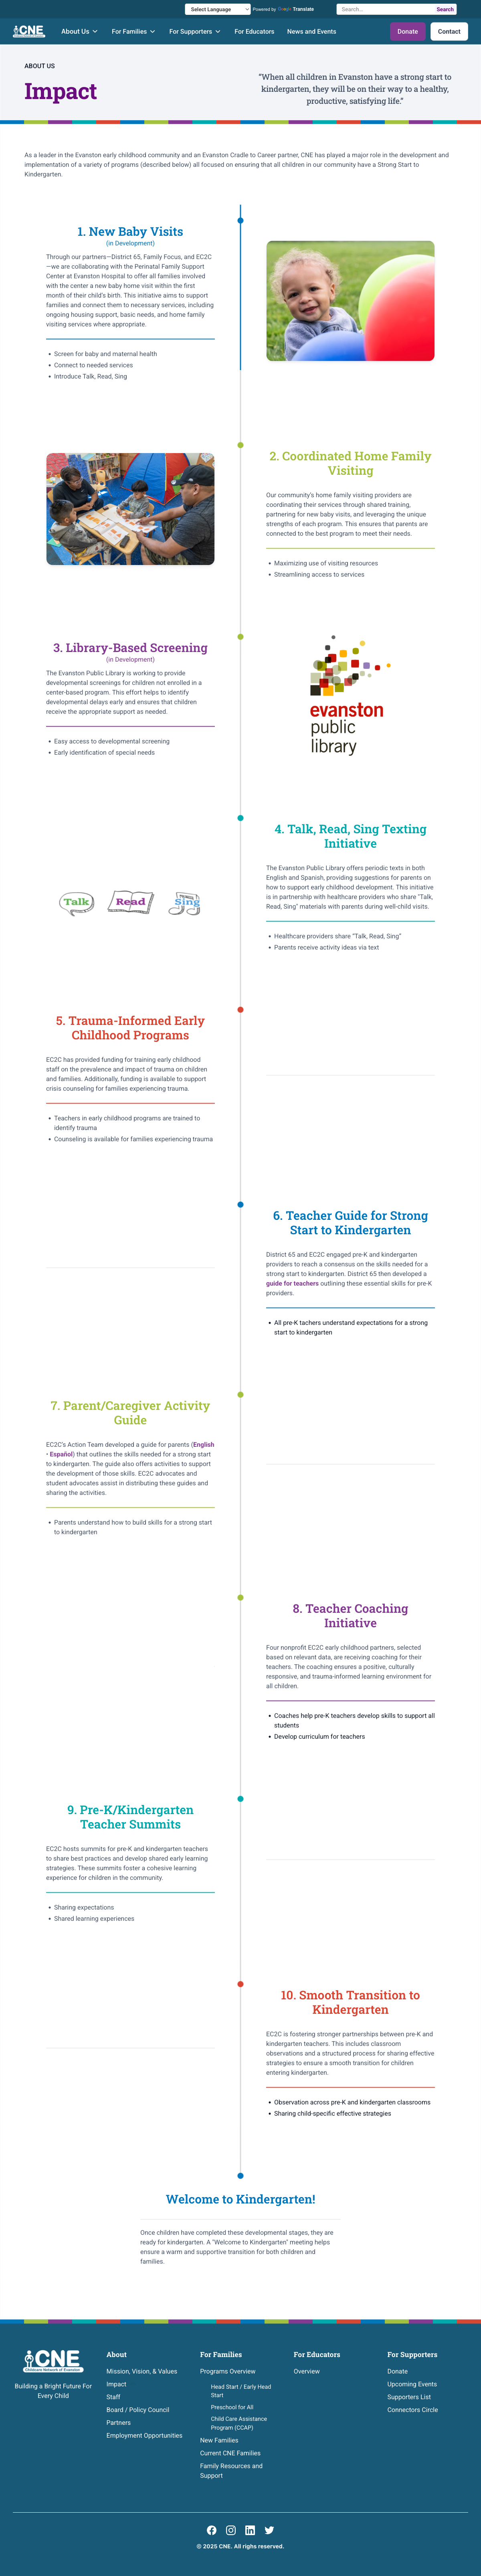 Select Language
Powered by Google Translate
Search...
Search
CNE
About Us
For Families
For Supporters
For Educators
News and Events
Donate
Contact
ABOUT US
Impact
“When all children in Evanston have a strong start to
kindergarten, they will be on their way to a healthy,
productive, satisfying life.”
As a leader in the Evanston early childhood community and an Evanston Cradle to Career partner, CNE has played a major role in the development and
implementation of a variety of programs (described below) all focused on ensuring that all children in our community have a Strong Start to
Kindergarten.
1. New Baby Visits
(in Development)
Through our partners—District 65, Family Focus, and EC2C
—we are collaborating with the Perinatal Family Support
Center at Evanston Hospital to offer all families involved
with the center a new baby home visit within the first
month of their child’s birth. This initiative aims to support
families and connect them to necessary services, including
ongoing housing support, basic needs, and home family
visiting services where appropriate.
• Screen for baby and maternal health
• Connect to needed services
• Introduce Talk, Read, Sing
2. Coordinated Home Family
Visiting
Our community’s home family visiting providers are
coordinating their services through shared training,
partnering for new baby visits, and leveraging the unique
strengths of each program. This ensures that parents are
connected to the best program to meet their needs.
• Maximizing use of visiting resources
• Streamlining access to services
3. Library-Based Screening
(in Development)
The Evanston Public Library is working to provide
developmental screenings for children not enrolled in a
center-based program. This effort helps to identify
developmental delays early and ensures that children
receive the appropriate support as needed.
• Easy access to developmental screening
• Early identification of special needs
evanston
public
library
4. Talk, Read, Sing Texting
Initiative
The Evanston Public Library offers periodic texts in both
English and Spanish, providing suggestions for parents on
how to support early childhood development. This initiative
is in partnership with healthcare providers who share "Talk,
Read, Sing" materials with parents during well-child visits.
• Healthcare providers share “Talk, Read, Sing”
• Parents receive activity ideas via text
Talk
Read
Sing
5. Trauma-Informed Early
Childhood Programs
EC2C has provided funding for training early childhood
staff on the prevalence and impact of trauma on children
and families. Additionally, funding is available to support
crisis counseling for families experiencing trauma.
• Teachers in early childhood programs are trained to
identify trauma
• Counseling is available for families experiencing trauma
6. Teacher Guide for Strong
Start to Kindergarten
District 65 and EC2C engaged pre-K and kindergarten
providers to reach a consensus on the skills needed for a
strong start to kindergarten. District 65 then developed a
guide for teachers outlining these essential skills for pre-K
providers.
• All pre-K tachers understand expectations for a strong
start to kindergarten
7. Parent/Caregiver Activity
Guide
EC2C’s Action Team developed a guide for parents (English
• Español) that outlines the skills needed for a strong start
to kindergarten. The guide also offers activities to support
the development of those skills. EC2C advocates and
student advocates assist in distributing these guides and
sharing the activities.
• Parents understand how to build skills for a strong start
to kindergarten
8. Teacher Coaching
Initiative
Four nonprofit EC2C early childhood partners, selected
based on relevant data, are receiving coaching for their
teachers. The coaching ensures a positive, culturally
responsive, and trauma-informed learning environment for
all children.
• Coaches help pre-K teachers develop skills to support all
students
• Develop curriculum for teachers
9. Pre-K/Kindergarten
Teacher Summits
EC2C hosts summits for pre-K and kindergarten teachers
to share best practices and develop shared early learning
strategies. These summits foster a cohesive learning
experience for children in the community.
• Sharing expectations
• Shared learning experiences
10. Smooth Transition to
Kindergarten
EC2C is fostering stronger partnerships between pre-K and
kindergarten teachers. This includes classroom
observations and a structured process for sharing effective
strategies to ensure a smooth transition for children
entering kindergarten.
• Observation across pre-K and kindergarten classrooms
• Sharing child-specific effective strategies
Welcome to Kindergarten!
Once children have completed these developmental stages, they are
ready for kindergarten. A "Welcome to Kindergarten" meeting helps
ensure a warm and supportive transition for both children and
families.
CNE
Children's Network of Evanston
Building a Brighter Future For
Every Child
About
Mission, Vision, & Values
Impact
Staff
Board / Policy Council
Partners
Employment Opportunities
For Families
Programs Overview
Head Start / Early Head
Start
Preschool for All
Child Care Assistance
Program (CCAP)
New Families
Current CNE Families
Family Resources and
Support
For Educators
Overview
For Supporters
Donate
Upcoming Events
Supporters List
Connectors Circle
© 2025 CNE. All righs reserved.